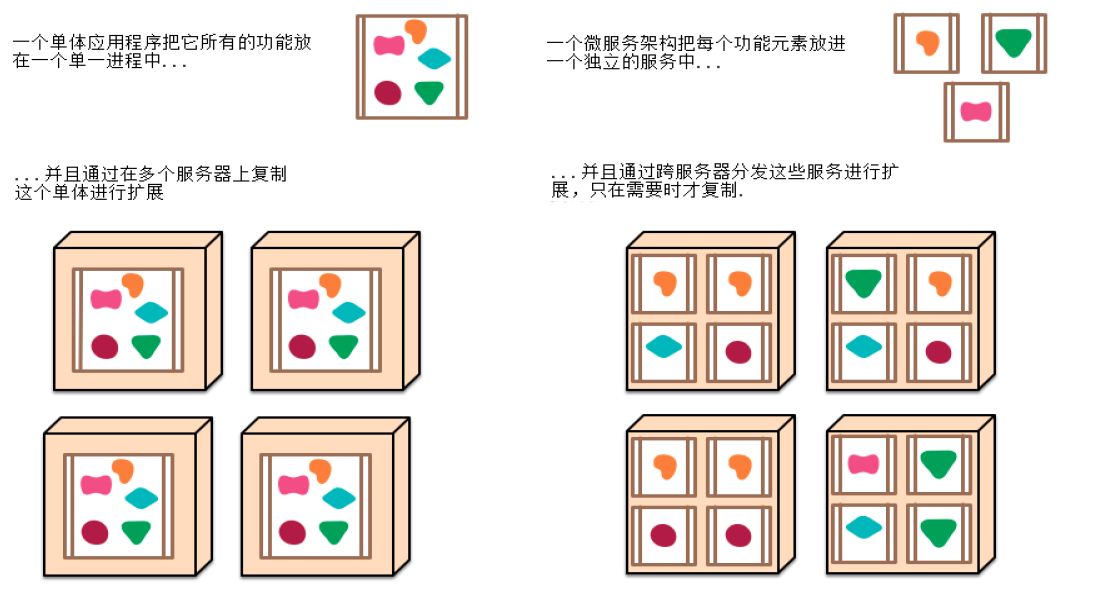 一个单体应用程序把它所有的功能放
在一个单一进程中...
一个微服务架构把每个功能元素放进
一个独立的服务中...
...并且通过在多个服务器上复制
这个单体进行扩展
...并且通过跨服务器分发这些服务进行扩
展，只在需要时才复制.